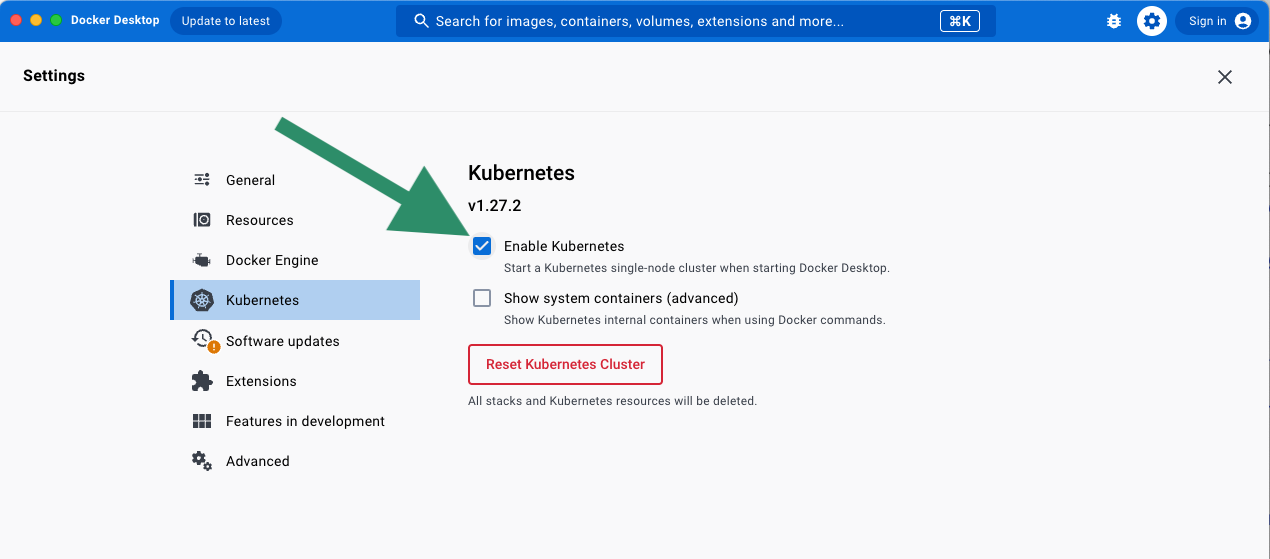 Docker Desktop
Update to latest
Search for images, containers, volumes, extensions and more...
⌘K
Sign in
Settings
General
Resources
Docker Engine
Kubernetes
Software updates
Extensions
Features in development
Advanced
Kubernetes
v1.27.2
Enable Kubernetes
Start a Kubernetes single-node cluster when starting Docker Desktop.
Show system containers (advanced)
Show Kubernetes internal containers when using Docker commands.
Reset Kubernetes Cluster
All stacks and Kubernetes resources will be deleted.